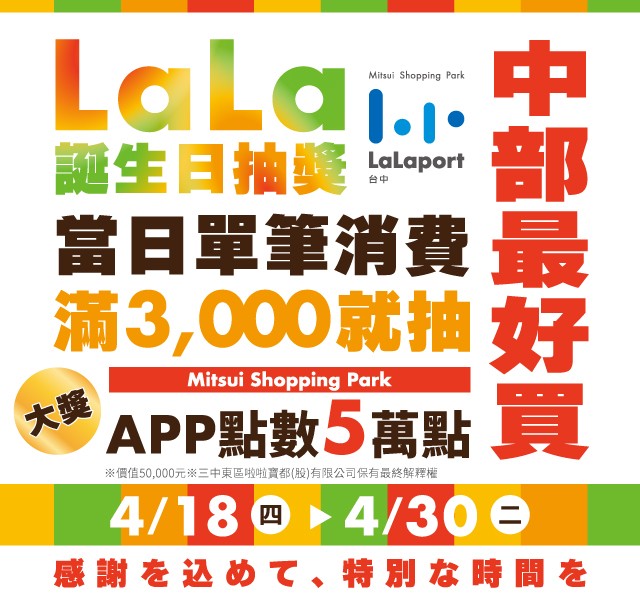 LaLa
誕生日抽獎
Mitsui Shopping Park
LaLaport
台中
中部最好買
當日單筆消費
滿3,000就抽
大獎
Mitsui Shopping Park
APP點數5萬點
※價值50,000元※三中東區啦啦寶都(股)有限公司保有最終解釋權
4/18四▶4/30二
感謝を込めて、特別な時間を